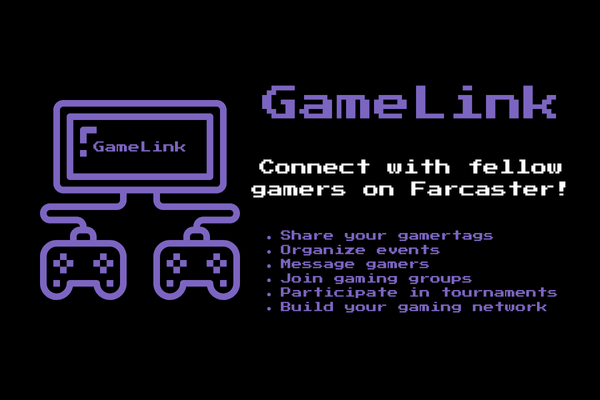 GameLink
GameLink
Connect with fellow
gamers on Farcaster!
. Share your gamertags
. Organize events
. Message gamers
. Join gaming groups
. Participate in tournaments
. Build your gaming network